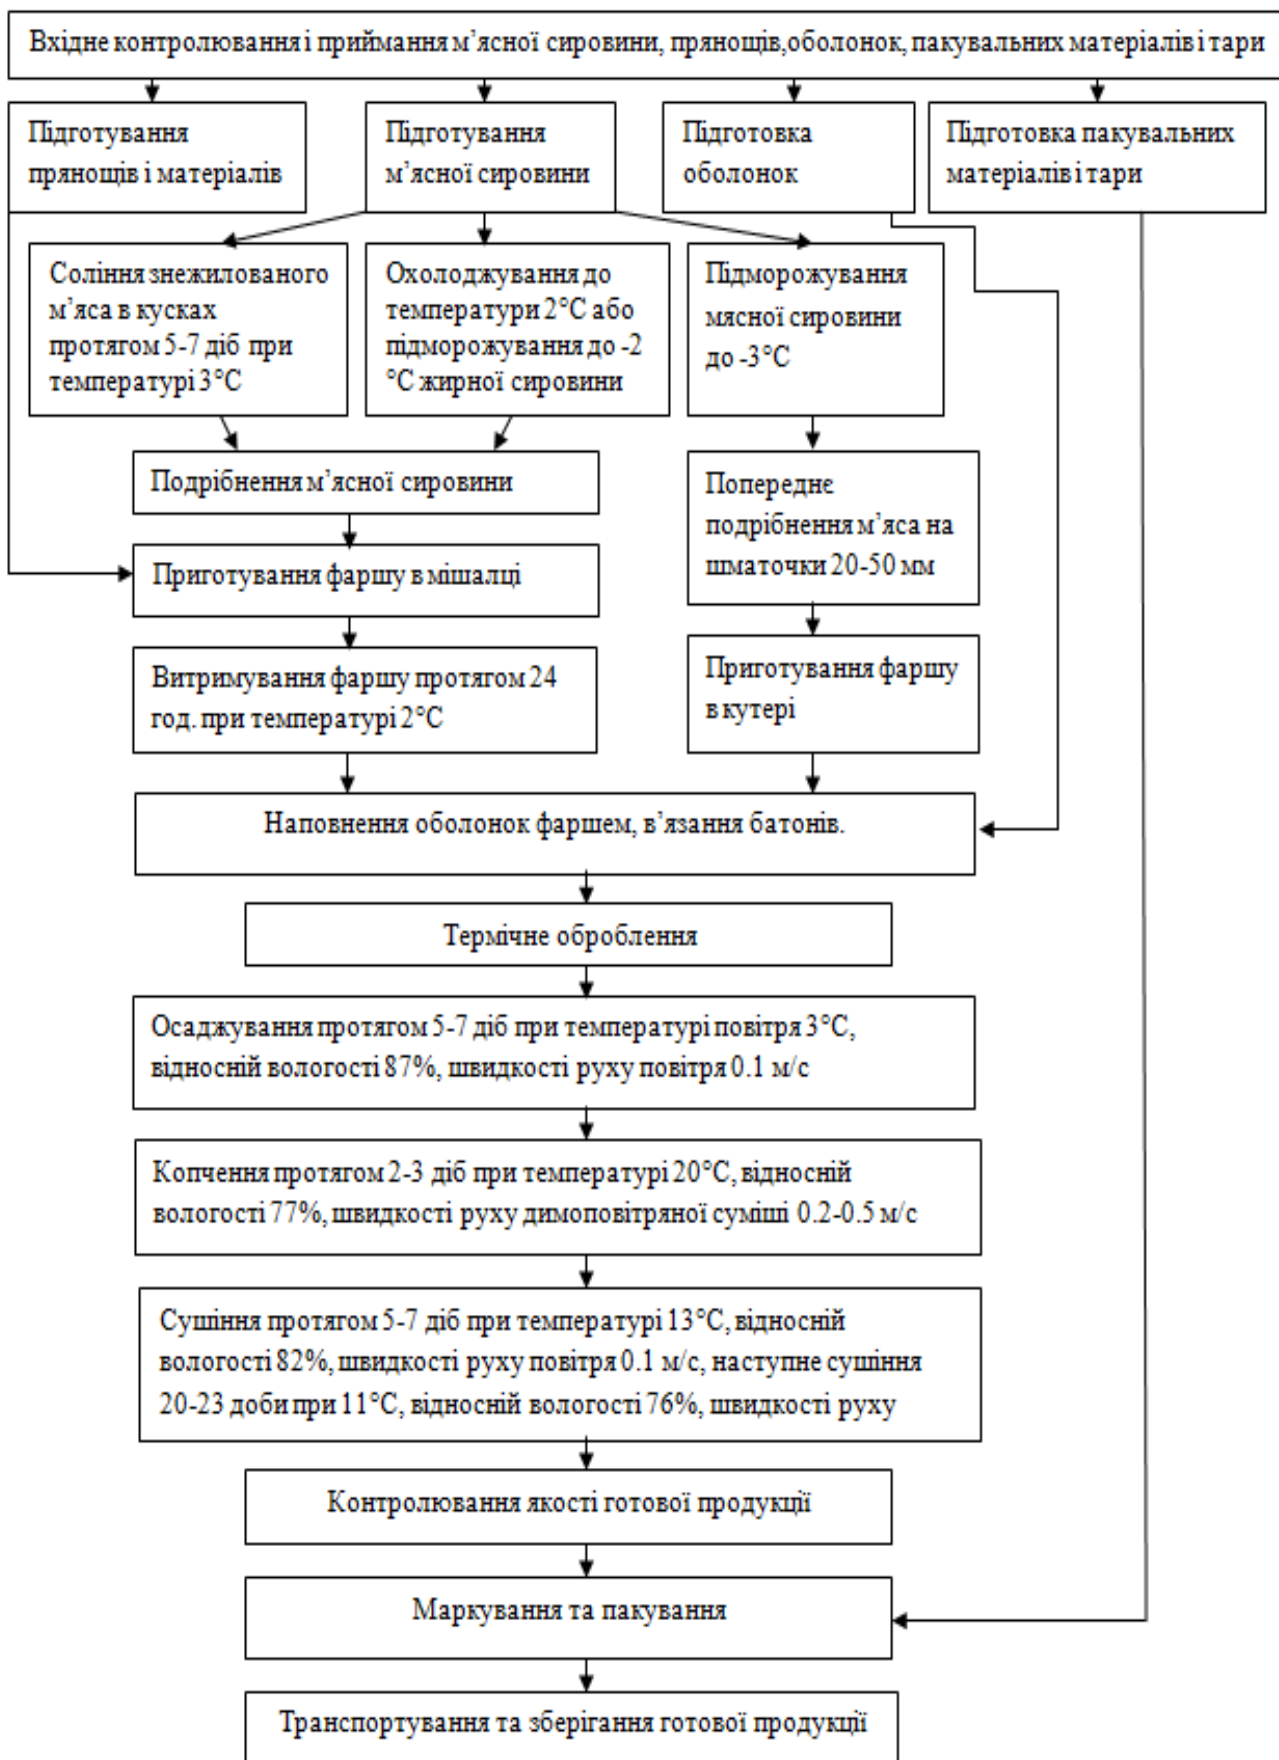 Вхідне контролювання і приймання м’ясної сировини, прянощів,оболонок, пакувальних матеріалів і тари
Підготування
прянощів і матеріалів
Підготування
м’ясної сировини
Підготовка
оболонок
Підготовка пакувальних
матеріалів і тари
Соління знежилованого
м’яса в кусках
протягом 5-7 діб при
температурі 3°С
Охолоджування до
температури 2°С або
підморожування до -2
°С жирної сировини
Підморожування
мясної сировини
до -3°С
Подрібнення м’ясної сировини
Попереднє
подрібнення м’яса на
шматочки 20-50 мм
Приготування фаршу в мішалці
Витримування фаршу протягом 24
год. при температурі 2°С
Приготування фаршу
в кутері
Наповнення оболонок фаршем, в’язання батонів.
Термічне оброблення
Осаджування протягом 5-7 діб при температурі повітря 3°С,
відносній вологості 87%, швидкості руху повітря 0.1 м/с
Копчення протягом 2-3 діб при температурі 20°С, відносній
вологості 77%, швидкості руху димоповітряної суміші 0.2-0.5 м/с
Сушіння протягом 5-7 діб при температурі 13°С, відносній
вологості 82%, швидкості руху повітря 0.1 м/с, наступне сушіння
20-23 доби при 11°С, відносній вологості 76%, швидкості руху
Контролювання якості готової продукції
Маркування та пакування
Транспортування та зберігання готової продукції